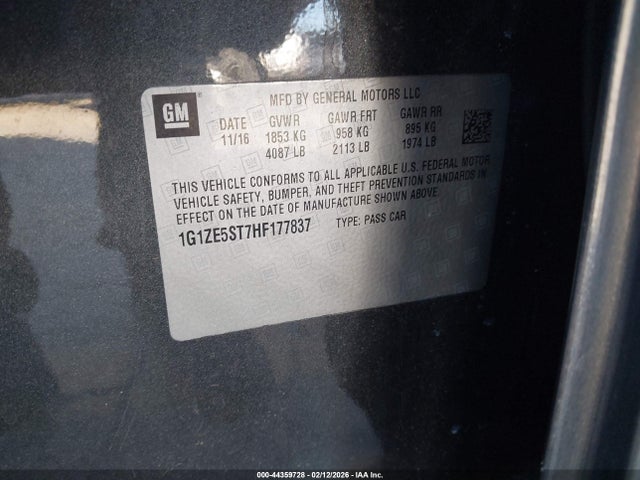 GM
MFD BY GENERAL MOTORS LLC
DATE GVWR GAWR FRT GAWR RR
11/16 1853 KG 958 KG 895 KG
4087 LB 2113 LB 1974 LB
THIS VEHICLE CONFORMS TO ALL APPLICABLE U.S. FEDERAL MOTOR
VEHICLE SAFETY, BUMPER, AND THEFT PREVENTION STANDARDS IN
EFFECT ON THE DATE OF MANUFACTURE SHOWN ABOVE.
1G1ZE5ST7HF177837 TYPE: PASS CAR
000-44359728 - 02/12/2026 - IAA Inc.